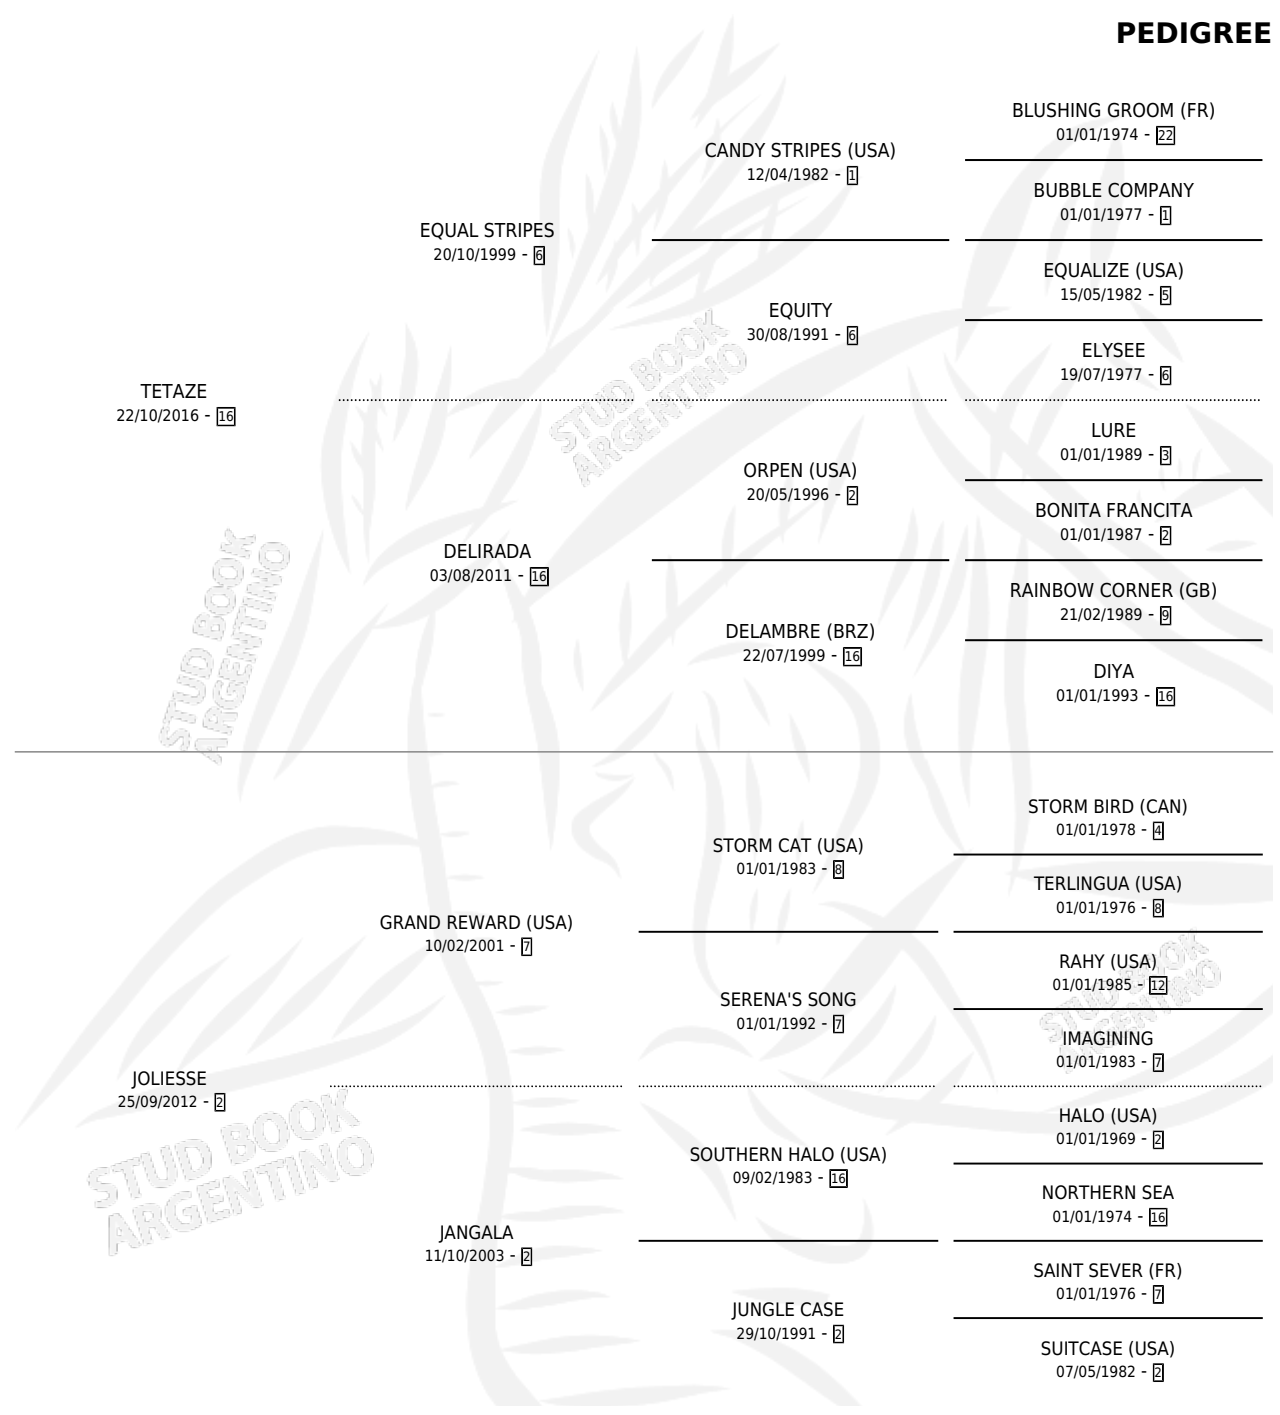 PEDIGREE
BLUSHING GROOM (FR)
01/01/1974 - 22
CANDY STRIPES (USA)
12/04/1982 - 1
BUBBLE COMPANY
01/01/1977 - 1
EQUAL STRIPES
20/10/1999 - 6
EQUALIZE (USA)
15/05/1982 - 5
EQUITY
30/08/1991 - 6
ELYSEE
19/07/1977 - 6
TETAZE
22/10/2016 - 16
LURE
01/01/1989 - 3
ORPEN (USA)
20/05/1996 - 2
BONITA FRANCITA
01/01/1987 - 2
DELIRADA
03/08/2011 - 16
RAINBOW CORNER (GB)
21/02/1989 - 9
DELAMBRE (BRZ)
22/07/1999 - 16
DIYA
01/01/1993 - 16
STORM BIRD (CAN)
01/01/1978 - 4
STORM CAT (USA)
01/01/1983 - 8
TERLINGUA (USA)
01/01/1976 - 8
GRAND REWARD (USA)
10/02/2001 - 7
RAHY (USA)
01/01/1985 - 12
SERENA'S SONG
01/01/1992 - 7
IMAGINING
01/01/1983 - 7
JOLIESSE
25/09/2012 - 2
HALO (USA)
01/01/1969 - 2
SOUTHERN HALO (USA)
09/02/1983 - 16
NORTHERN SEA
01/01/1974 - 16
JANGALA
11/10/2003 - 2
SAINT SEVER (FR)
01/01/1976 - 7
JUNGLE CASE
29/10/1991 - 2
SUITCASE (USA)
07/05/1982 - 2
STUD BOOK
ARGENTINO
STUD BOOK
ARGENTINO
STUD BOOK
ARGENTINO
STUD BOOK
ARGENTINO